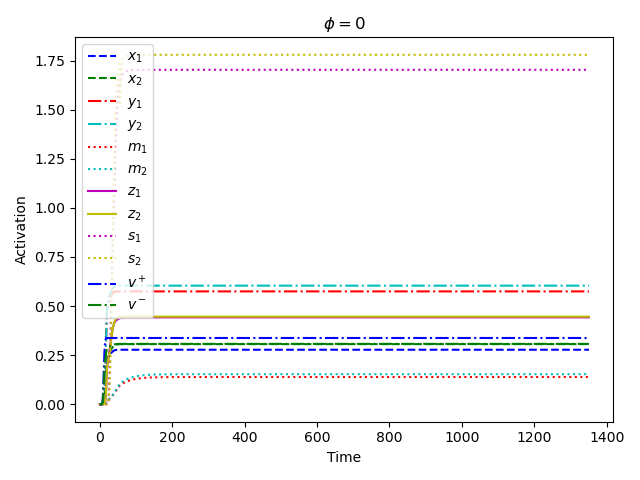 ϕ = 0
Activation
1.75
1.50
1.25
1.00
0.75
0.50
0.25
0.00
x₁
x₂
y₁
y₂
m₁
m₂
z₁
z₂
s₁
s₂
v⁺
v⁻
0 200 400 600 800 1000 1200 1400
Time